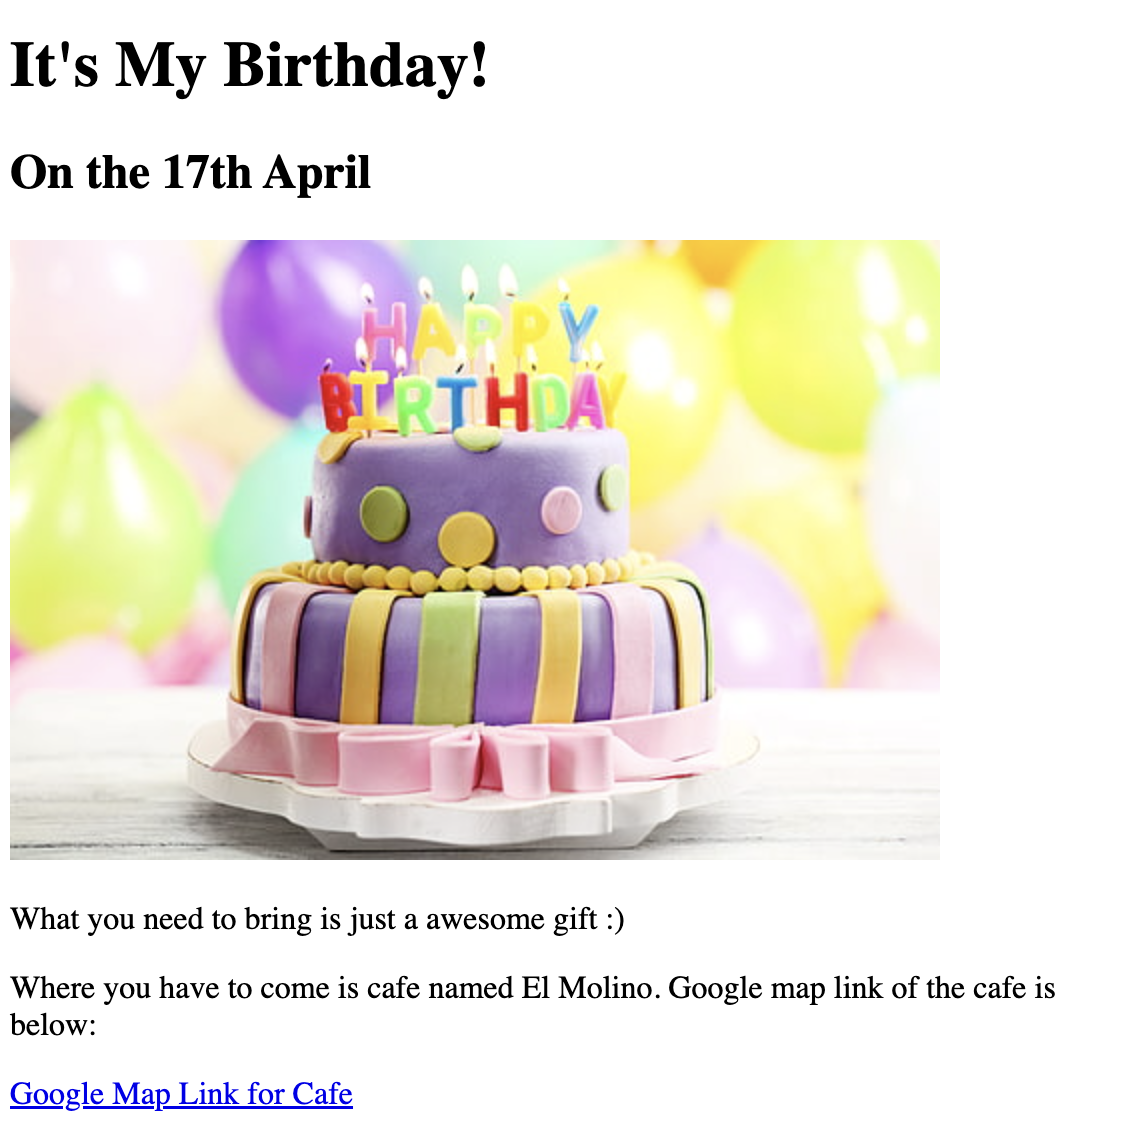 It's My Birthday!
On the 17th April
HAPPY
BIRTHDAY
What you need to bring is just a awesome gift :)
Where you have to come is cafe named El Molino. Google map link of the cafe is
below:
Google Map Link for Cafe